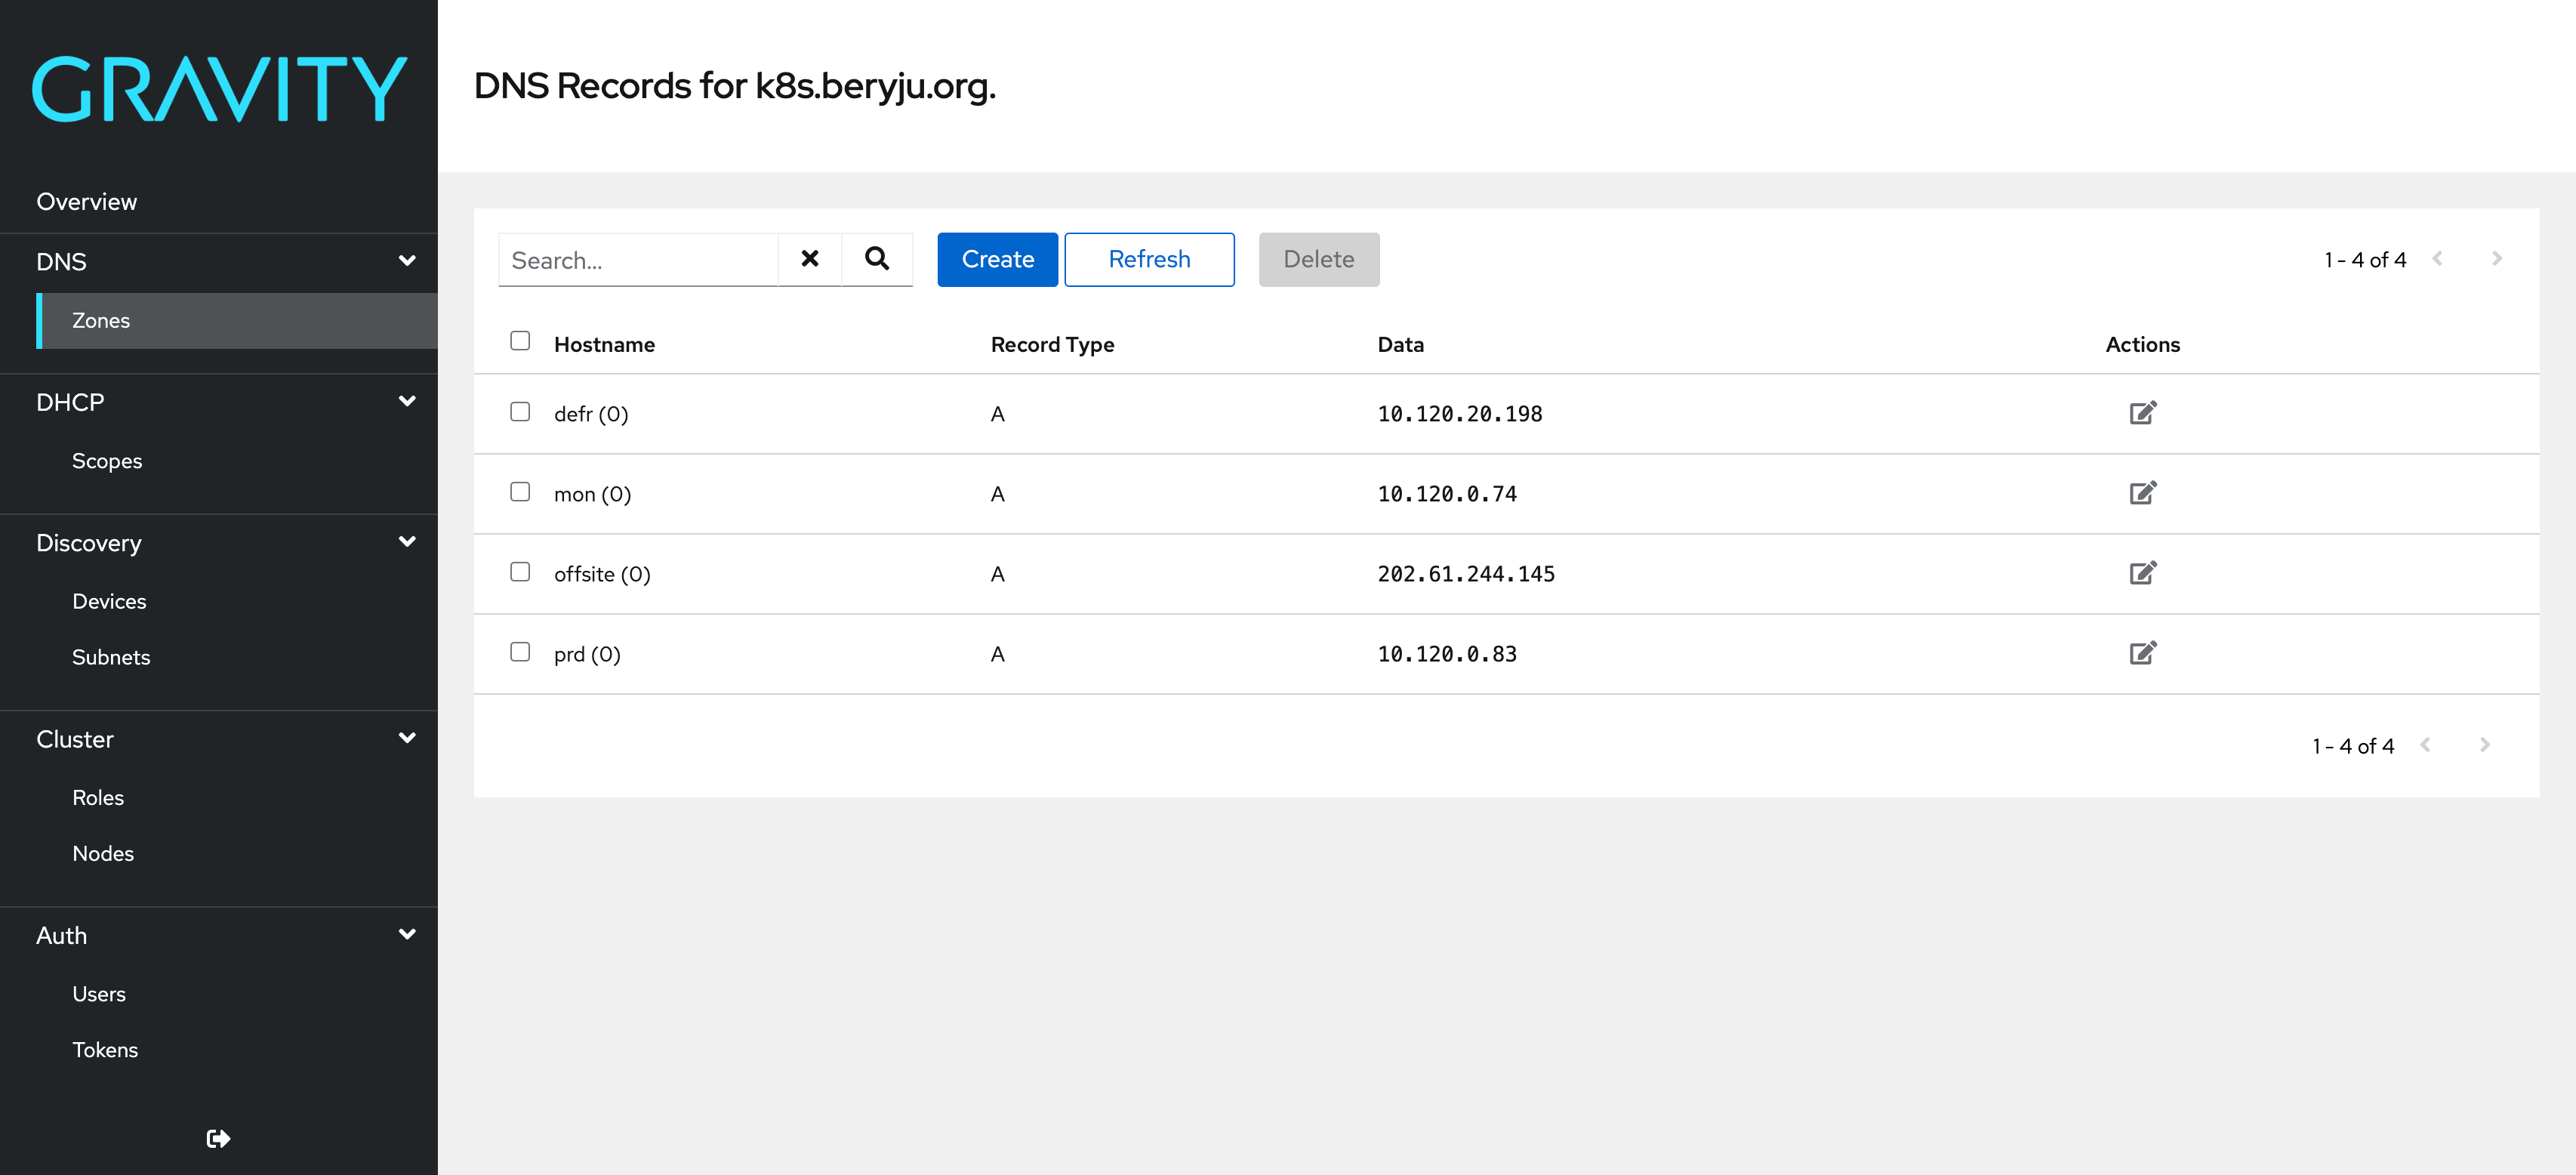 GRAVITY
Overview
DNS
Zones
DHCP
Scopes
Discovery
Devices
Subnets
Cluster
Roles
Nodes
Auth
Users
Tokens
DNS Records for k8s.beryju.org.
Search... Create Refresh Delete 1 - 4 of 4
Hostname Record Type Data Actions
defr (0) A 10.120.20.198
mon (0) A 10.120.0.74
offsite (0) A 202.61.244.145
prd (0) A 10.120.0.83
1 - 4 of 4